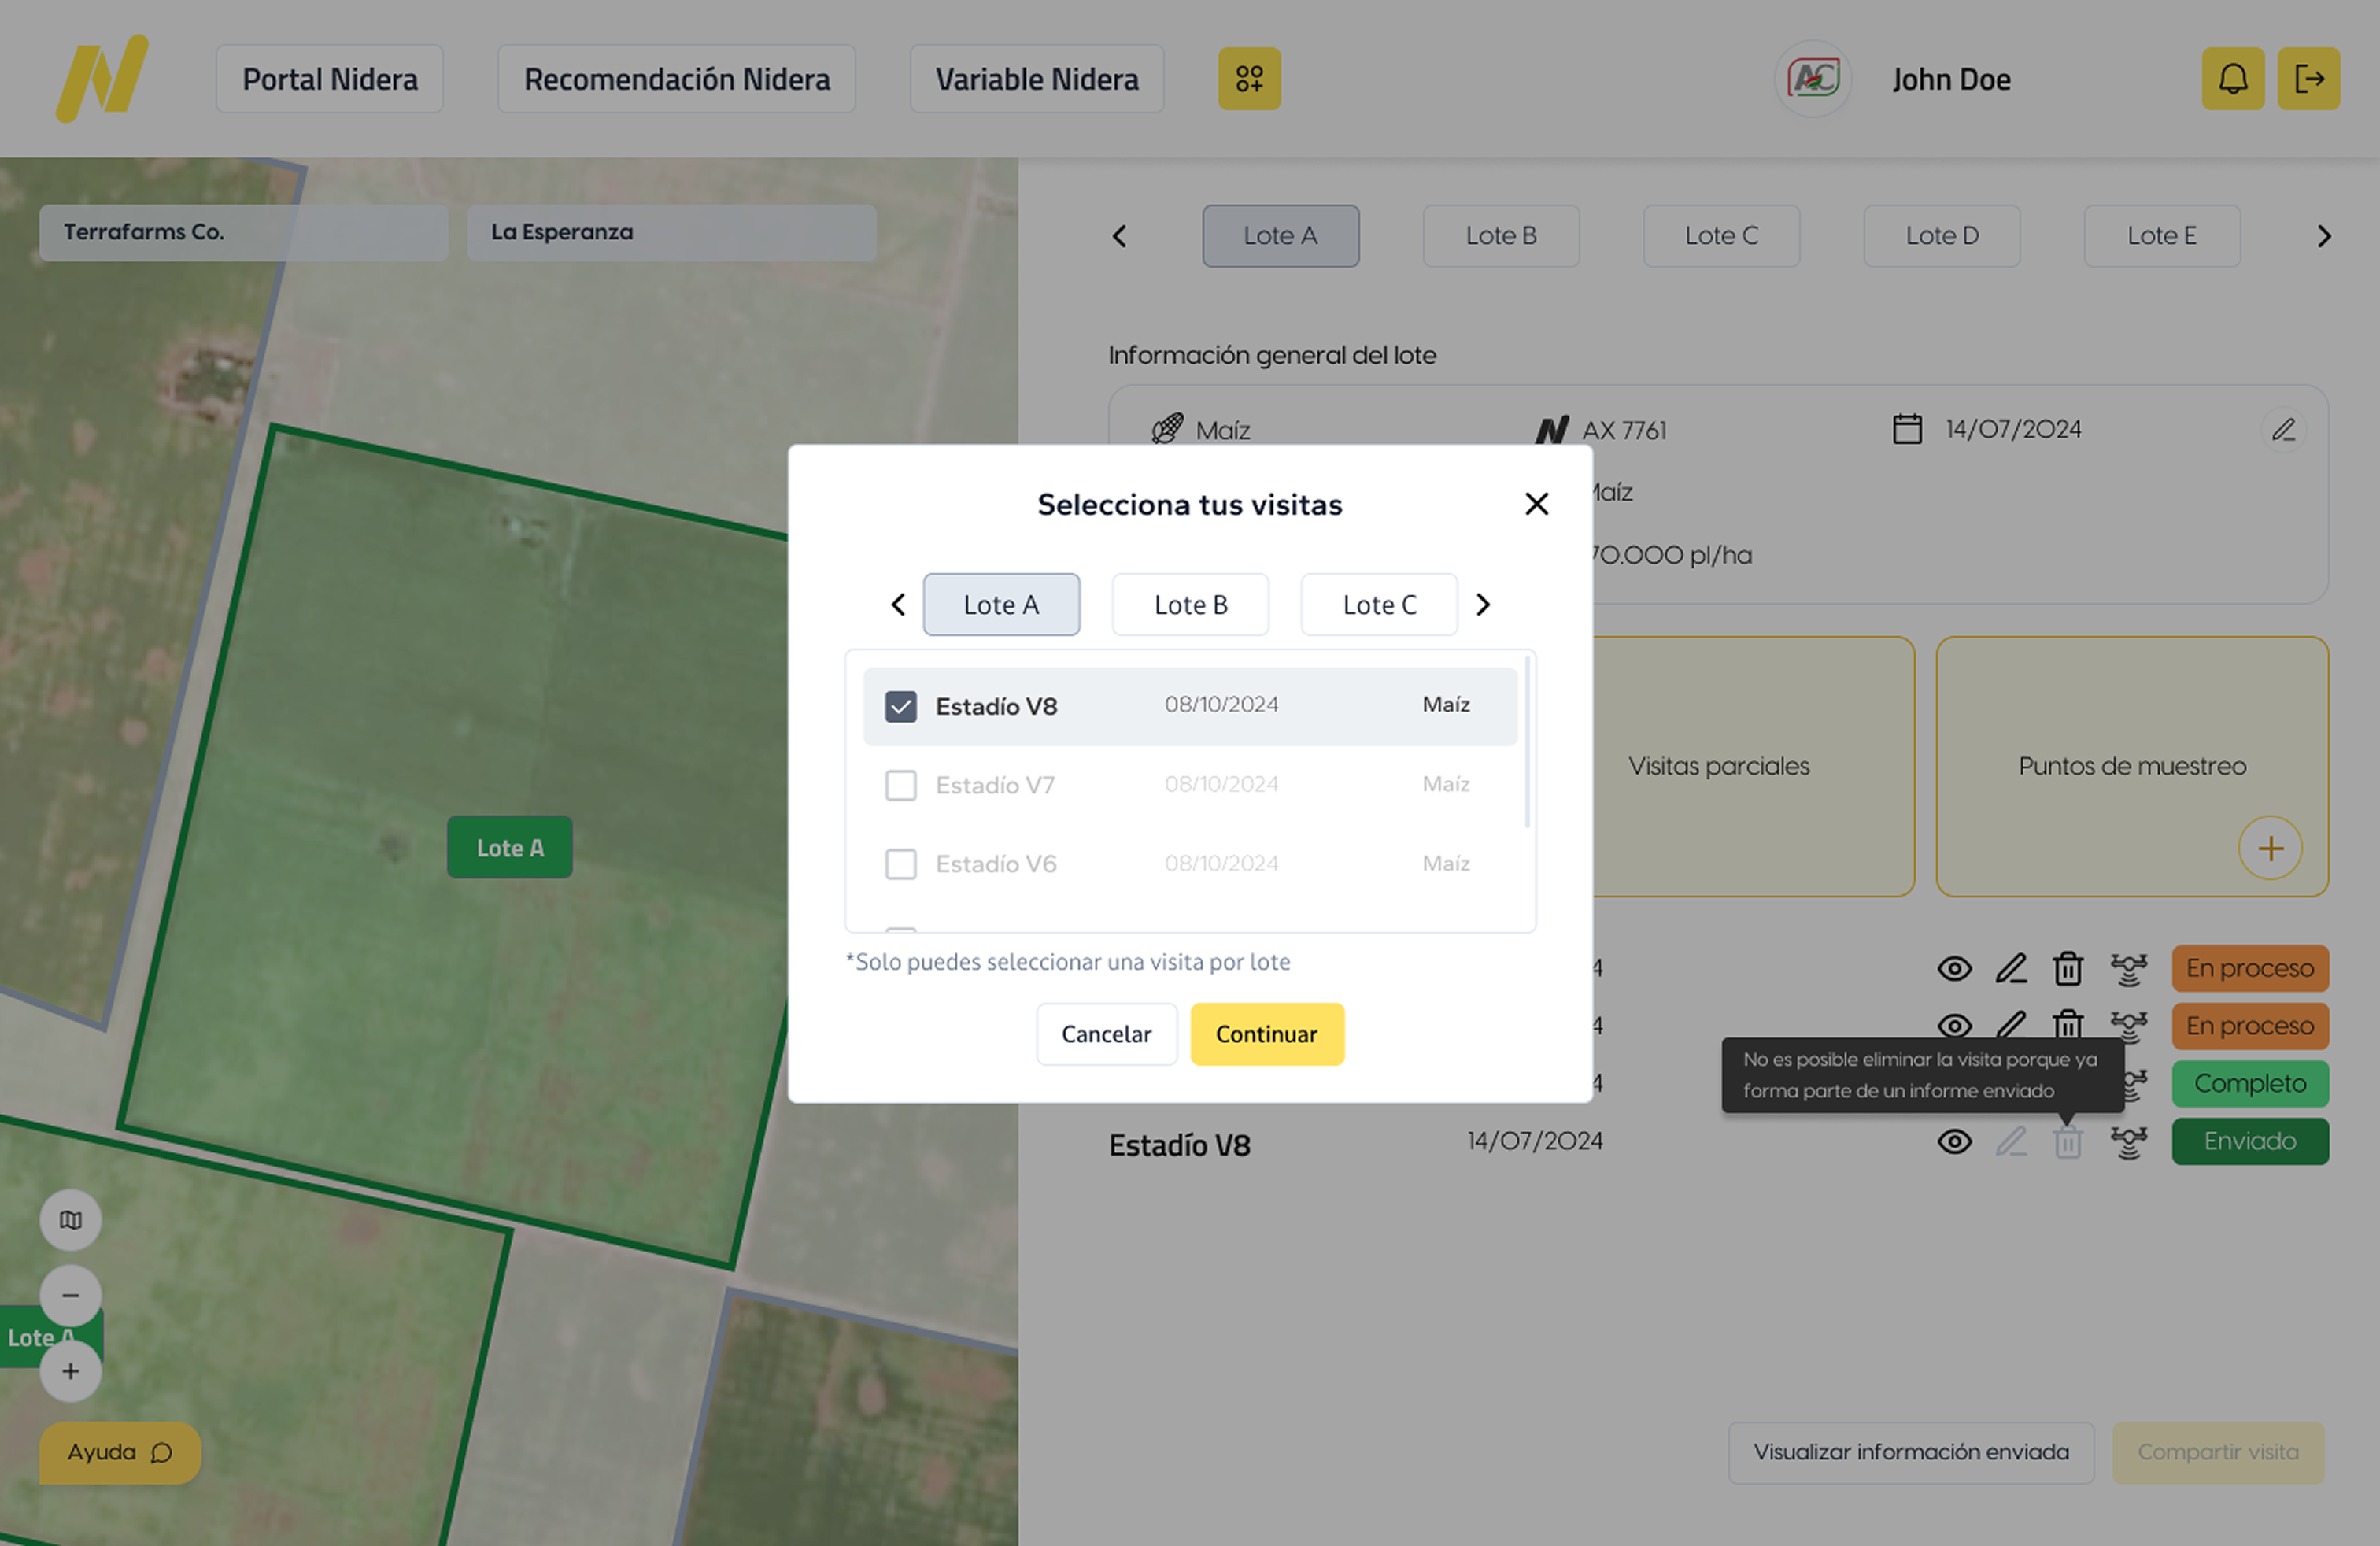 Portal Nidera
Recomendación Nidera
Variable Nidera
AC
John Doe
Terrafarms Co.
La Esperanza
Lote A
Lote B
Lote C
Lote D
Lote E
Información general del lote
Maíz
AX 7761
14/07/2024
Maíz
70.000 pl/ha
Selecciona tus visitas
Lote A
Lote B
Lote C
Estadío V8
08/10/2024
Maíz
Estadío V7
08/10/2024
Maíz
Estadío V6
08/10/2024
Maíz
*Solo puedes seleccionar una visita por lote
Cancelar
Continuar
Visitas parciales
Puntos de muestreo
Lote A
4
En proceso
4
En proceso
No es posible eliminar la visita porque ya
forma parte de un informe enviado
4
Completo
Estadío V8
14/07/2024
Enviado
Lote A
Ayuda
Visualizar información enviada
Compartir visita